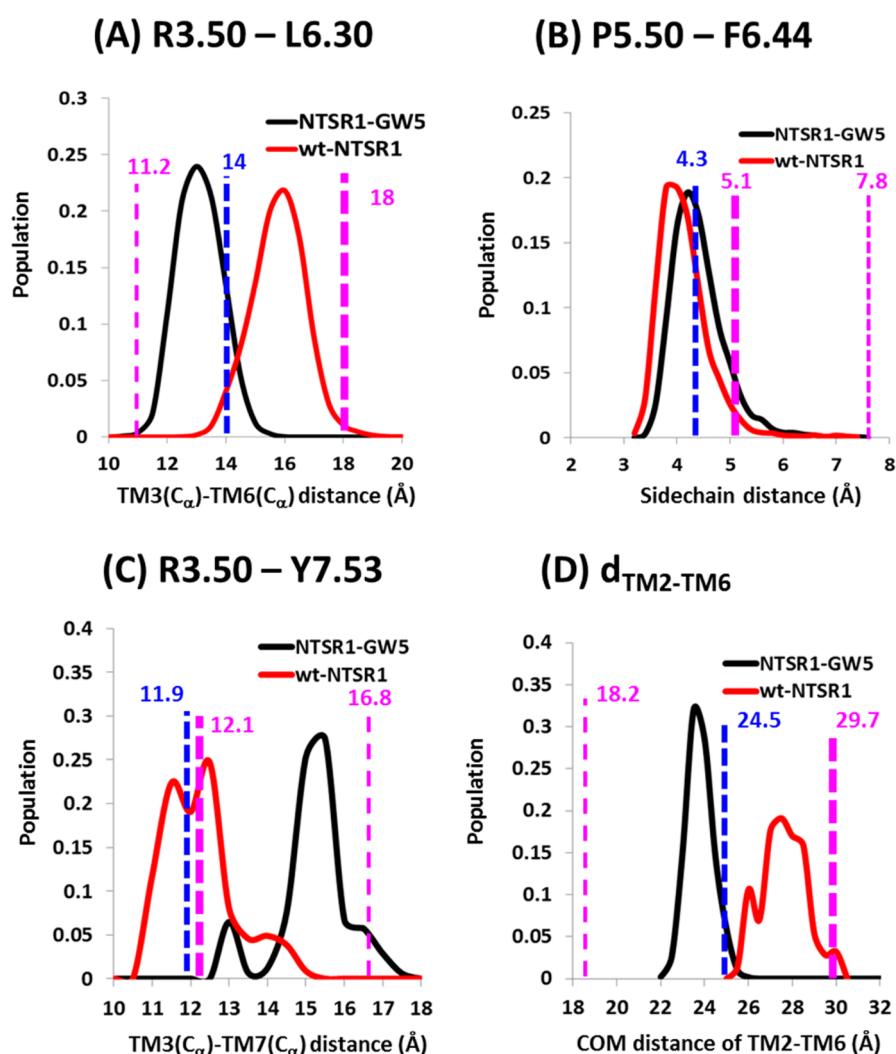 (A) R3.50 – L6.30
0.3
0.25
0.2
0.15
0.1
0.05
0
Population
NTSR1-GW5
wt-NTSR1
11.2
14
18
10 12 14 16 18 20
TM3(Cα)-TM6(Cα) distance (Å)
(B) P5.50 – F6.44
0.25
0.2
0.15
0.1
0.05
0
Population
NTSR1-GW5
wt-NTSR1
4.3
5.1
7.8
2 3 4 5 6 7 8
Sidechain distance (Å)
(C) R3.50 – Y7.53
0.4
0.35
0.3
0.25
0.2
0.15
0.1
0.05
0
Population
NTSR1-GW5
wt-NTSR1
11.9
12.1
16.8
10 11 12 13 14 15 16 17 18
TM3(Cα)-TM7(Cα) distance (Å)
(D) dTM2-TM6
0.4
0.35
0.3
0.25
0.2
0.15
0.1
0.05
0
Population
NTSR1-GW5
wt-NTSR1
18.2
24.5
29.7
18 20 22 24 26 28 30 32
COM distance of TM2-TM6 (Å)